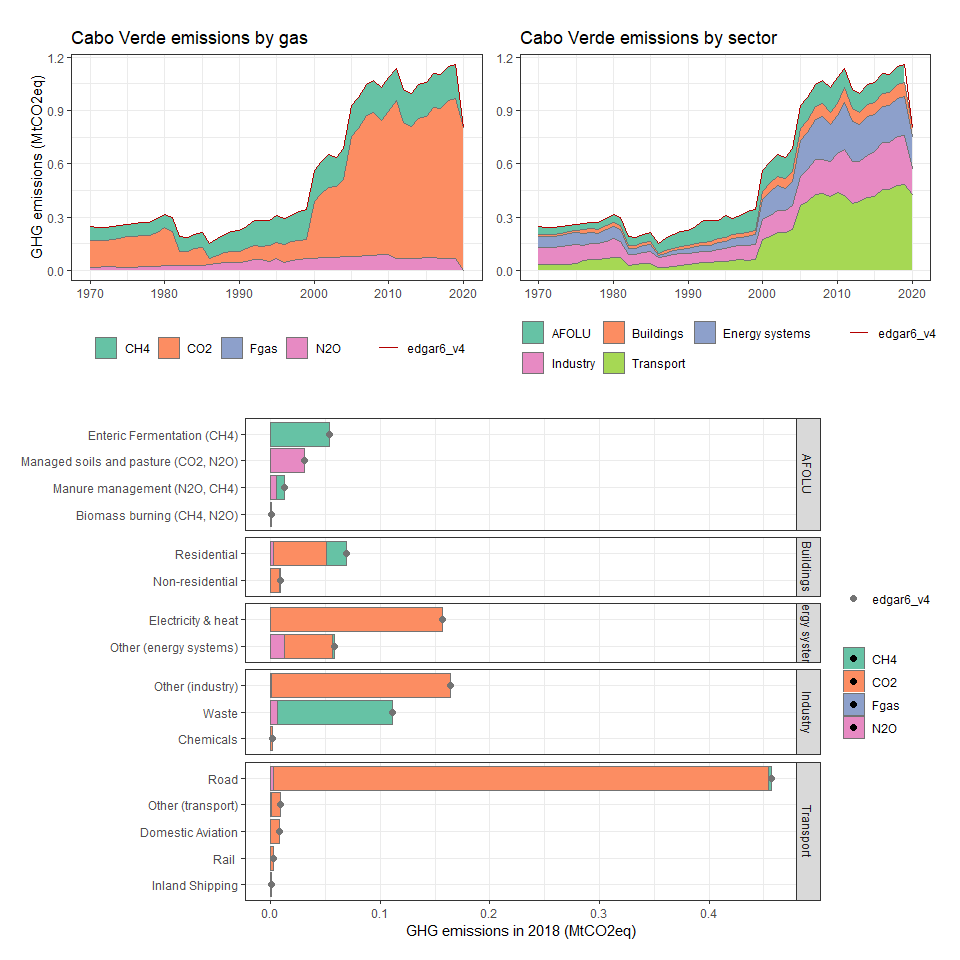 Cabo Verde emissions by gas
GHG emissions (MtCO2eq)
1.2
0.9
0.6
0.3
0.0
1970 1980 1990 2000 2010 2020
CH4 CO2 Fgas N2O edgar6_v4
Cabo Verde emissions by sector
1.2
0.9
0.6
0.3
0.0
1970 1980 1990 2000 2010 2020
AFOLU Buildings Energy systems edgar6_v4
Industry Transport
Enteric Fermentation (CH4)
Managed soils and pasture (CO2, N2O)
Manure management (N2O, CH4)
Biomass burning (CH4, N2O)
AFOLU
Residential
Non-residential
Buildings
Electricity & heat
Other (energy systems)
ergy syster
Other (industry)
Waste
Chemicals
Industry
Road
Other (transport)
Domestic Aviation
Rail
Inland Shipping
Transport
0.0 0.1 0.2 0.3 0.4
GHG emissions in 2018 (MtCO2eq)
edgar6_v4
CH4
CO2
Fgas
N2O